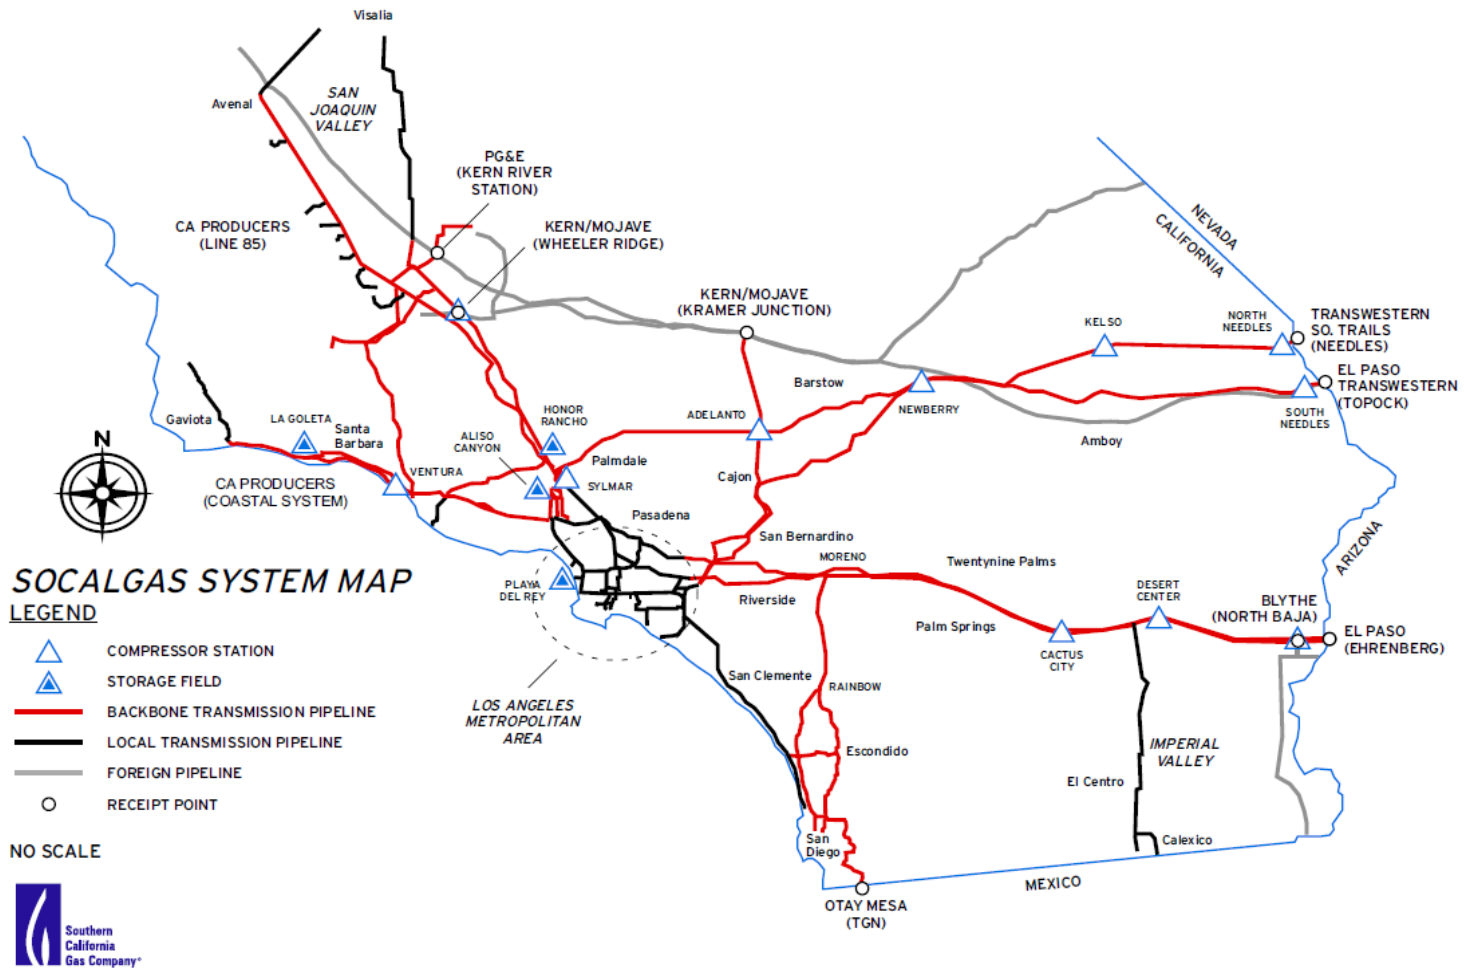 Visalia
SAN
JOAQUIN
VALLEY
Avenal
PG&E
(KERN RIVER
STATION)
CA PRODUCERS
(LINE 85)
KERN/MOJAVE
(WHEELER RIDGE)
NEVADA
CALIFORNIA
KERN/MOJAVE
(KRAMER JUNCTION)
KELSO
NORTH
NEEDLES
TRANSWESTERN
SO. TRAILS
(NEEDLES)
EL PASO
TRANSWESTERN
(TOPOCK)
Barstow
NEWBERRY
SOUTH
NEEDLES
Amboy
Gaviota
LA GOLETA
Santa
Barbara
HONOR
RANCHO
ADELANTO
ALISO
CANYON
N
CA PRODUCERS
(COASTAL SYSTEM)
VENTURA
Palmdale
SYLMAR
Cajon
Pasadena
San Bernardino
ARIZONA
MORENO
Twentynine Palms
SOCALGAS SYSTEM MAP
PLAYA
DEL REY
Riverside
DESERT
CENTER
BLYTHE
(NORTH BAJA)
Palm Springs
CACTUS
CITY
EL PASO
(EHRENBERG)
LEGEND
COMPRESSOR STATION
STORAGE FIELD
BACKBONE TRANSMISSION PIPELINE
LOCAL TRANSMISSION PIPELINE
FOREIGN PIPELINE
RECEIPT POINT
LOS ANGELES
METROPOLITAN
AREA
San Clemente
RAINBOW
Escondido
IMPERIAL
VALLEY
El Centro
Calexico
San
Diego
MEXICO
OTAY MESA
(TGN)
NO SCALE
Southern
California
Gas Company®